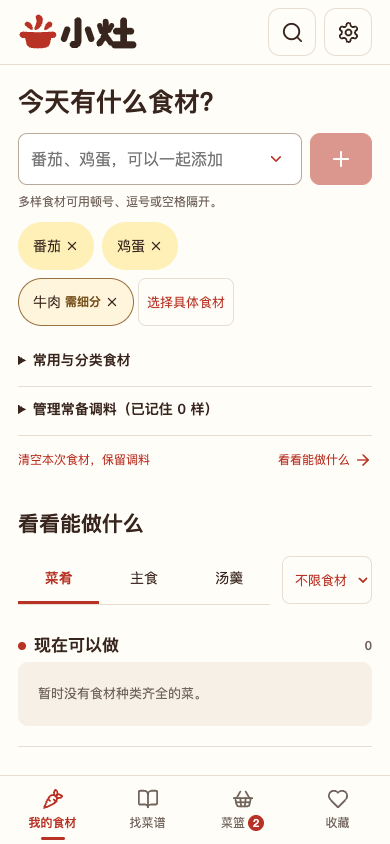 小灶
今天有什么食材?
番茄、鸡蛋，可以一起添加
多样食材可用顿号、逗号或空格隔开。
番茄 × 鸡蛋 ×
牛肉 需细分 × 选择具体食材
常用与分类食材
管理常备调料（已记住 0 样）
清空本次食材，保留调料 看看能做什么 →
看看能做什么
菜肴 主食 汤羹 不限食材
现在可以做 0
暂时没有食材种类齐全的菜。
我的食材 找菜谱 菜篮 2 收藏